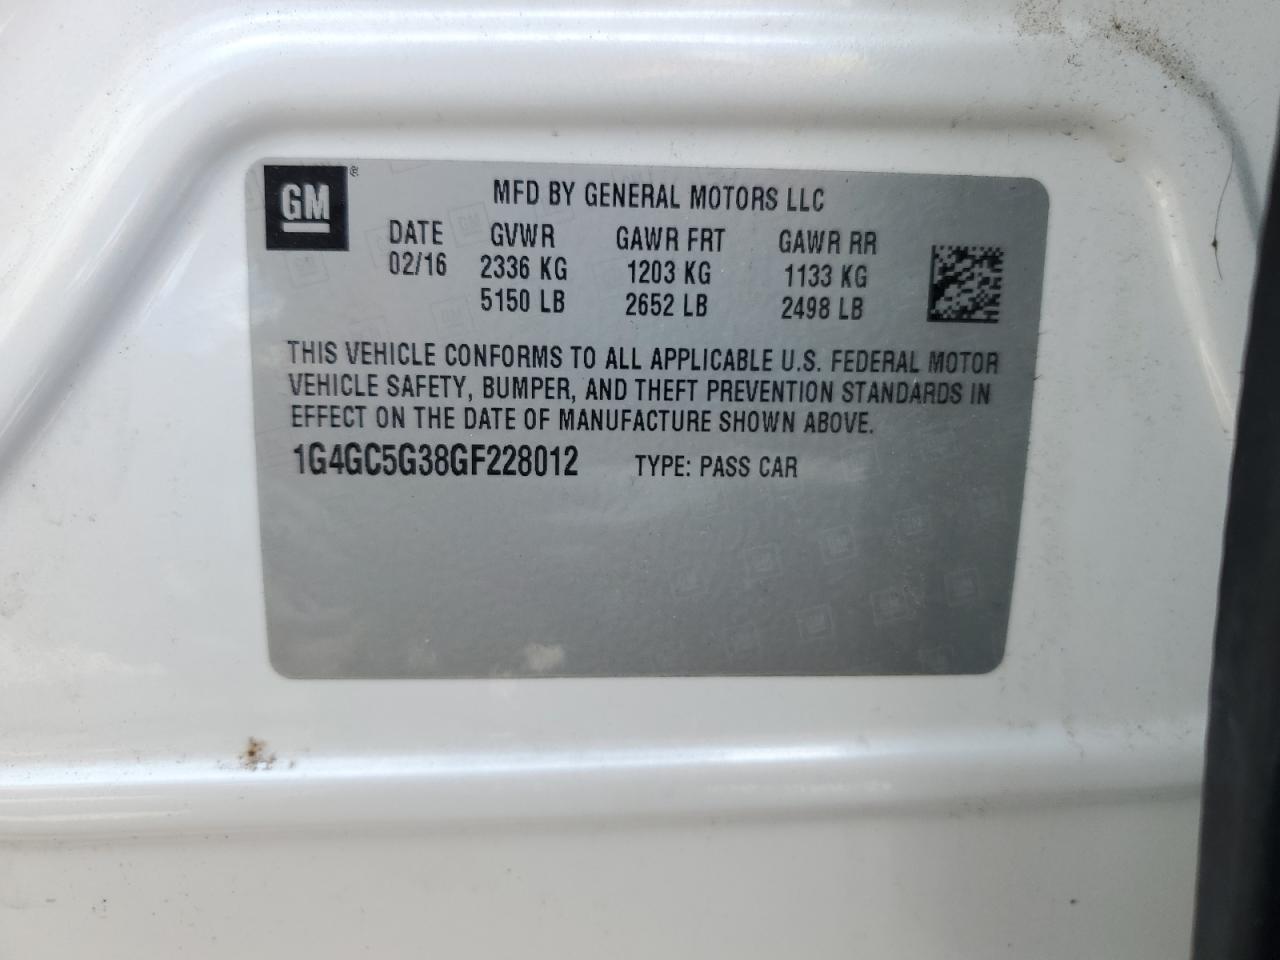 GM®
MFD BY GENERAL MOTORS LLC
DATE GVWR GAWR FRT GAWR RR
02/16 2336 KG 1203 KG 1133 KG
5150 LB 2652 LB 2498 LB
THIS VEHICLE CONFORMS TO ALL APPLICABLE U.S. FEDERAL MOTOR
VEHICLE SAFETY, BUMPER, AND THEFT PREVENTION STANDARDS IN
EFFECT ON THE DATE OF MANUFACTURE SHOWN ABOVE.
1G4GC5G38GF228012 TYPE: PASS CAR